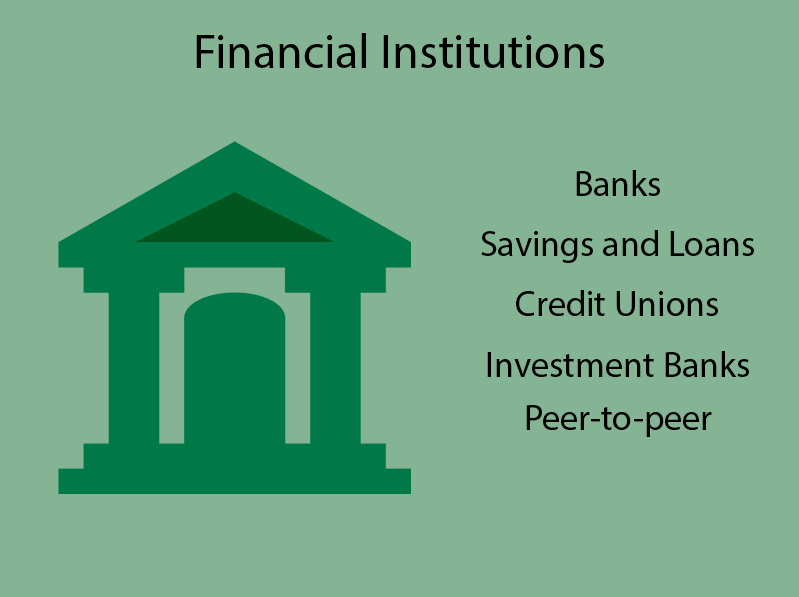 Financial Institutions
Banks
Savings and Loans
Credit Unions
Investment Banks
Peer-to-peer